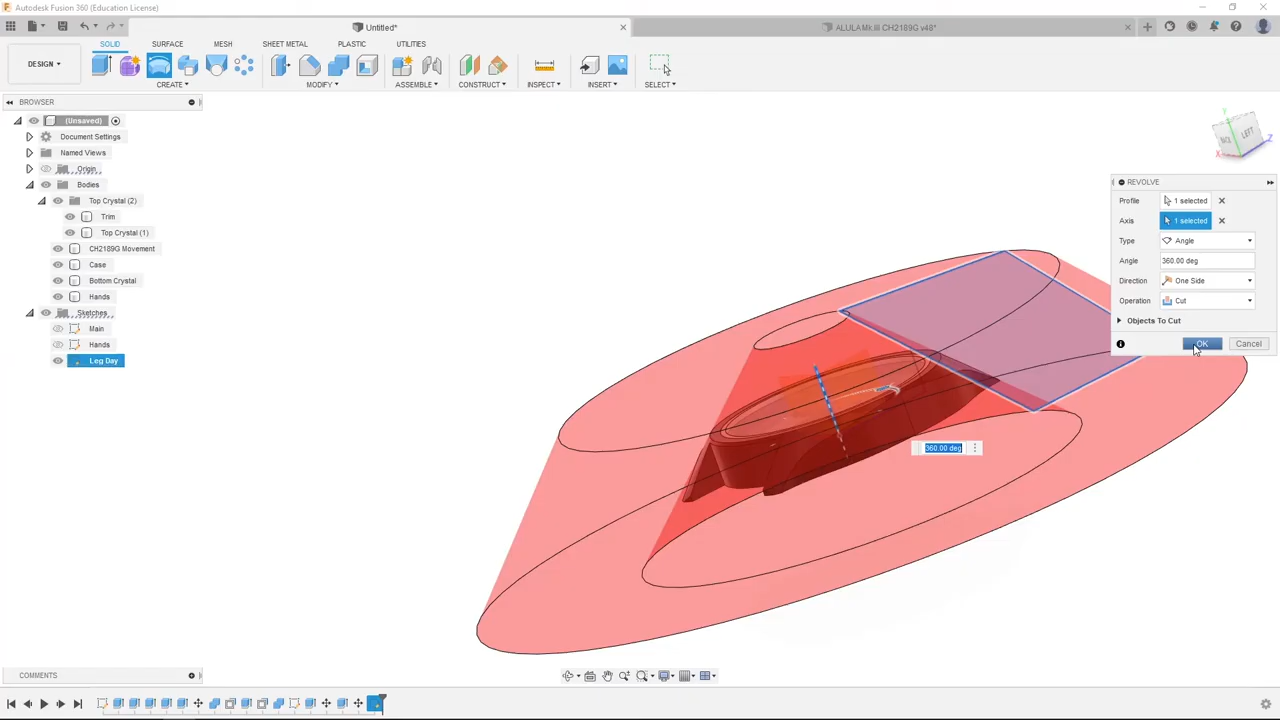 Autodesk Fusion 360 (Education License)
Untitled*
ALULA Mk.III CH2189G v48*
SOLID SURFACE MESH SHEET METAL PLASTIC UTILITIES
DESIGN
CREATE MODIFY ASSEMBLE CONSTRUCT INSPECT INSERT SELECT
BROWSER
(Unsaved)
Document Settings
Named Views
Origin
Bodies
Top Crystal (2)
Trim
Top Crystal (1)
CH2189G Movement
Case
Bottom Crystal
Hands
Sketches
Main
Hands
Leg Day
LEFT
X
Z
REVOLVE
Profile 1 selected
Axis 1 selected
Type Angle
Angle 360.00 deg
Direction One Side
Operation Cut
Objects To Cut
OK Cancel
360.00 deg
COMMENTS